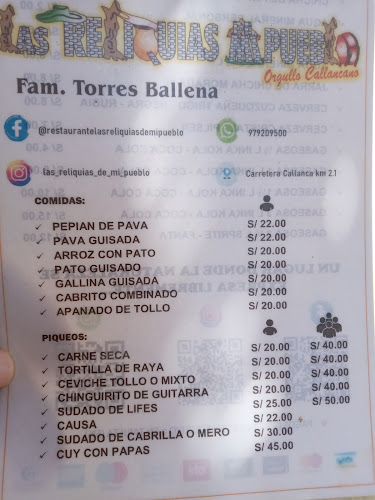 LAS RELIQUIAS MI PUEBLO
Orgullo Callancano
Fam. Torres Ballena
@restaurantelasreliquiasdemipueblo
979209500
las_reliquias_de_mi_pueblo
Carretera Callanca km 2.1
COMIDAS:
✓ PEPIAN DE PAVA S/ 22.00
✓ PAVA GUISADA S/ 22.00
✓ ARROZ CON PATO S/ 20.00
✓ PATO GUISADO S/ 20.00
✓ GALLINA GUISADA S/ 20.00
✓ CABRITO COMBINADO S/ 20.00
✓ APANADO DE TOLLO S/ 20.00
PIQUEOS:
✓ CARNE SECA S/ 20.00 S/ 40.00
✓ TORTILLA DE RAYA S/ 20.00 S/ 40.00
✓ CEVICHE TOLLO O MIXTO S/ 20.00 S/ 40.00
✓ CHINGUIRITO DE GUITARRA S/ 20.00 S/ 40.00
✓ SUDADO DE LIFES S/ 25.00 S/ 50.00
✓ CAUSA S/ 22.00
✓ SUDADO DE CABRILLA O MERO S/ 30.00
✓ CUY CON PAPAS S/ 45.00